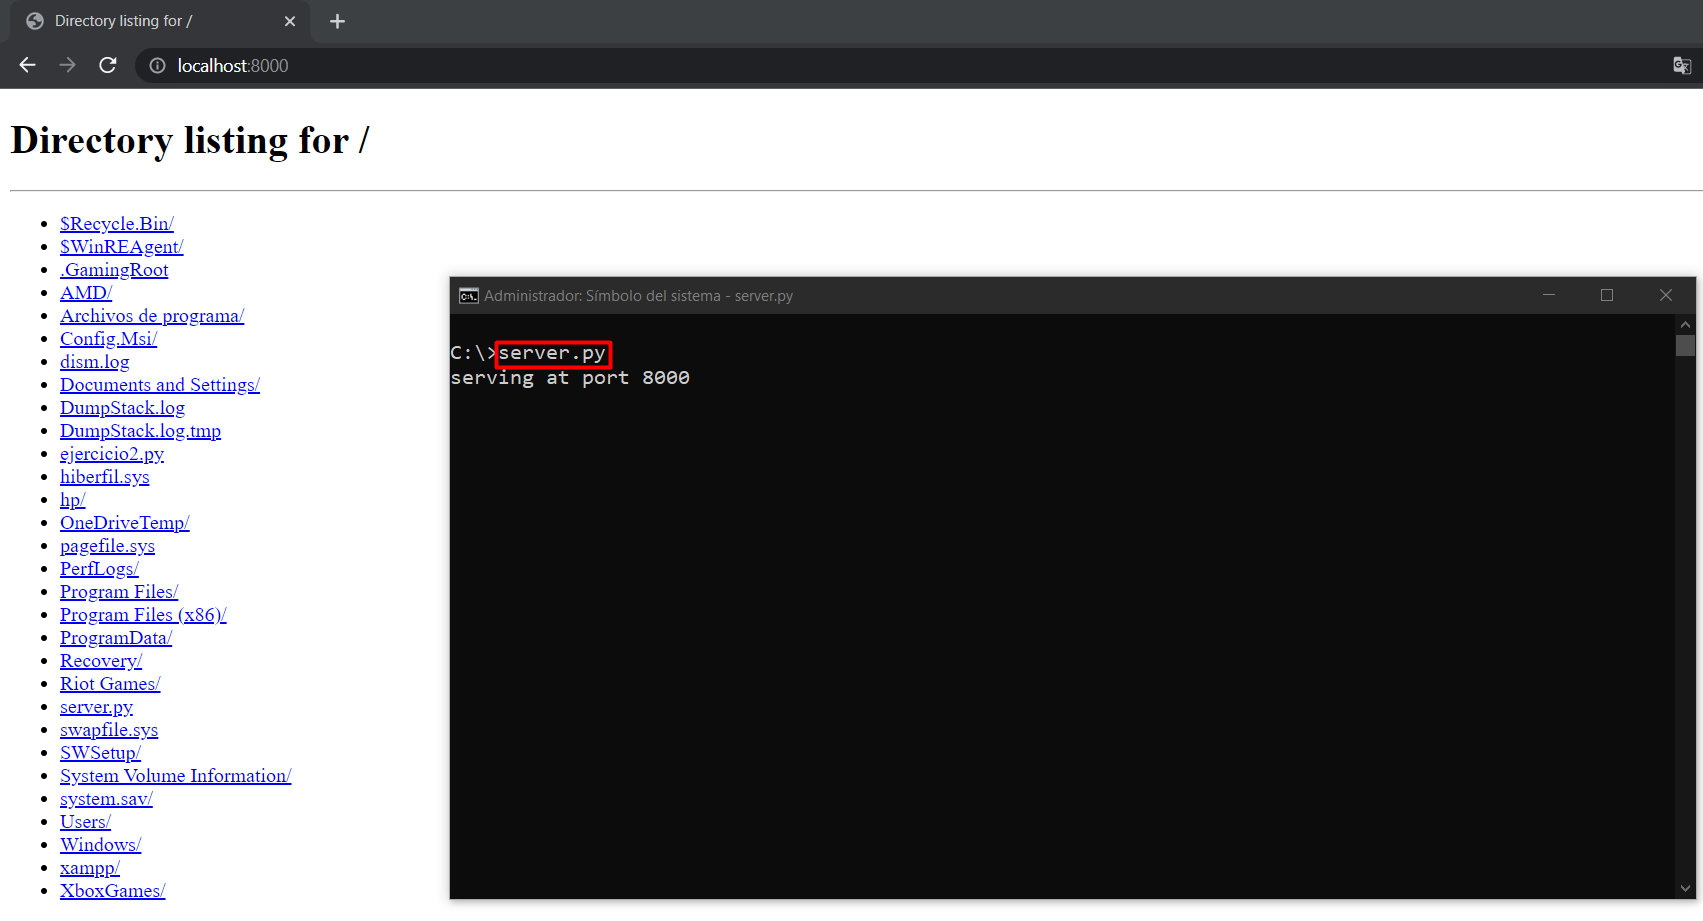 Directory listing for /
localhost:8000
Directory listing for /
$Recycle.Bin/
$WinREAgent/
.GamingRoot
AMD/
Archivos de programa/
Config.Msi/
dism.log
Documents and Settings/
DumpStack.log
DumpStack.log.tmp
ejercicio2.py
hiberfil.sys
hp/
OneDriveTemp/
pagefile.sys
PerfLogs/
Program Files/
Program Files (x86)/
ProgramData/
Recovery/
Riot Games/
server.py
swapfile.sys
SWSetup/
System Volume Information/
system.sav/
Users/
Windows/
xampp/
XboxGames/
Administrador: Símbolo del sistema - server.py
C:\>server.py
serving at port 8000